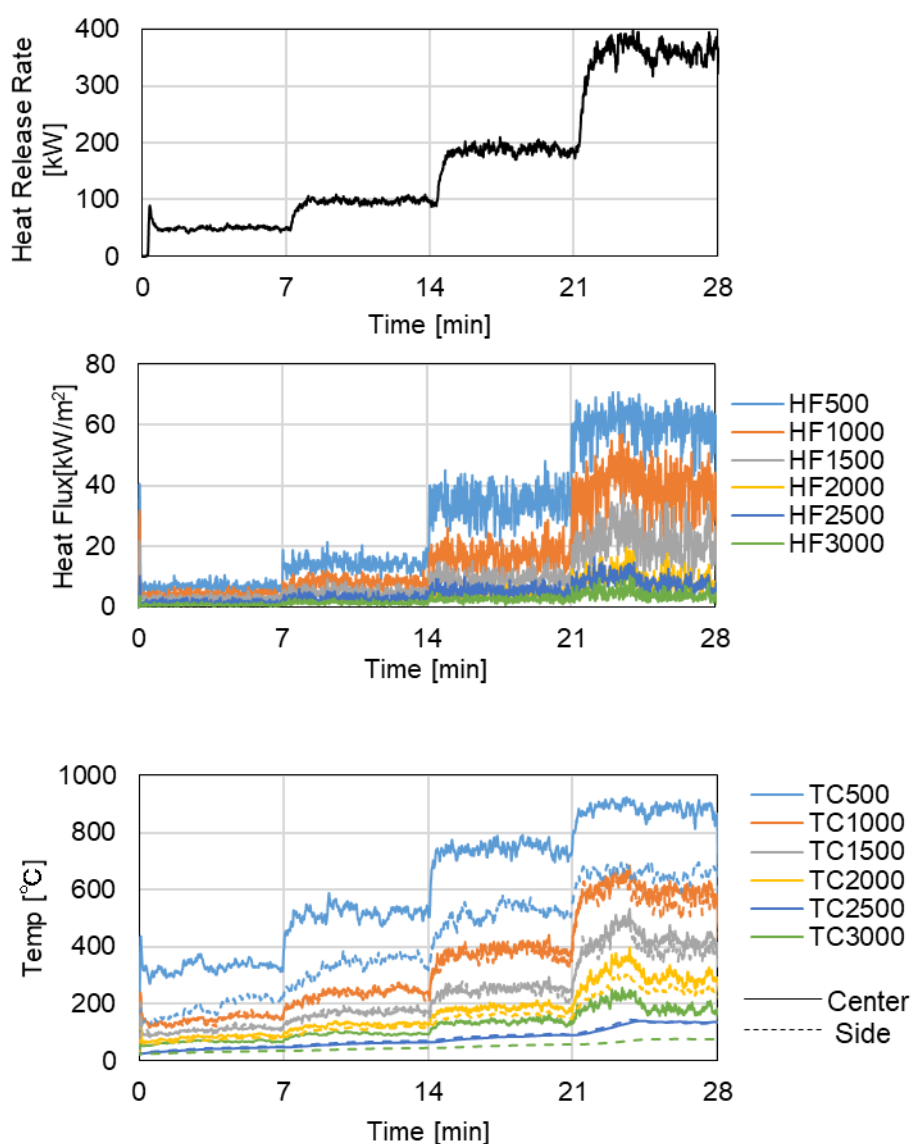 Heat Release Rate
[kW]
400
300
200
100
0
0 7 14 21 28
Time [min]
Heat Flux[kW/m²]
80
60
40
20
0
0 7 14 21 28
Time [min]
HF500
HF1000
HF1500
HF2000
HF2500
HF3000
Temp [℃]
1000
800
600
400
200
0
0 7 14 21 28
Time [min]
TC500
TC1000
TC1500
TC2000
TC2500
TC3000
Center
Side